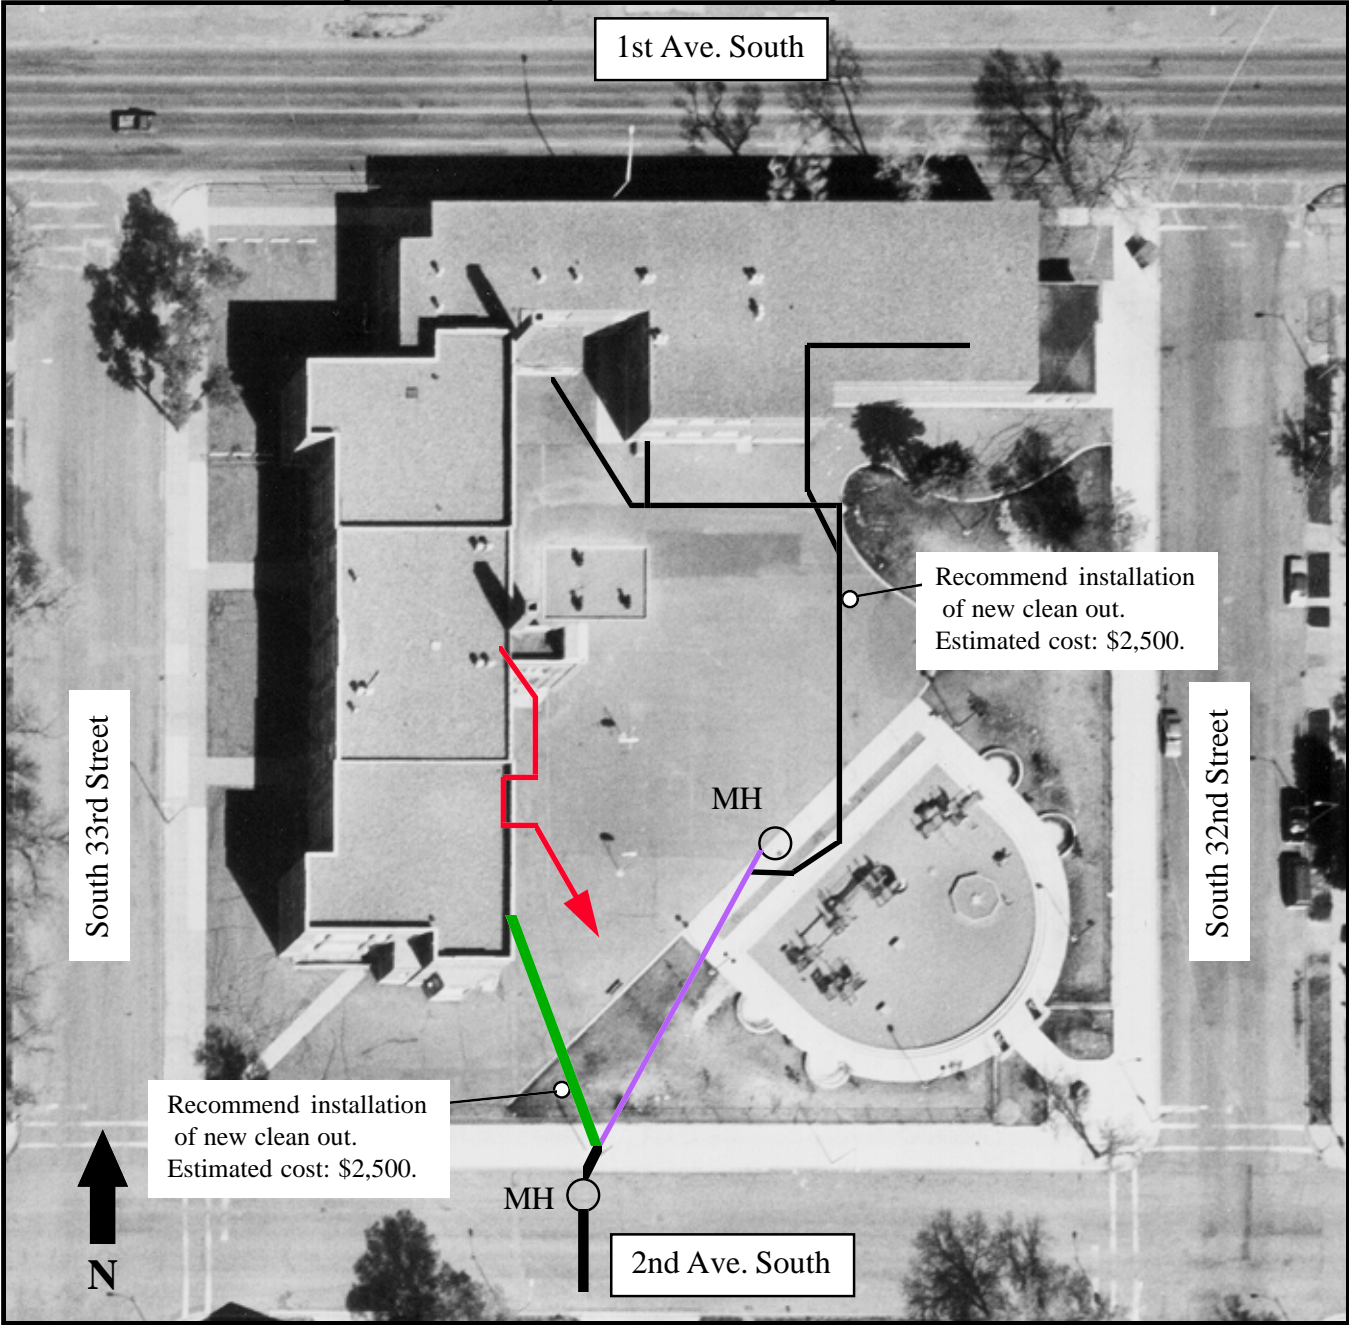 1st Ave. South
Recommend installation
of new clean out.
Estimated cost: $2,500.
South 33rd Street
South 32nd Street
MH
Recommend installation
of new clean out.
Estimated cost: $2,500.
MH
N
2nd Ave. South